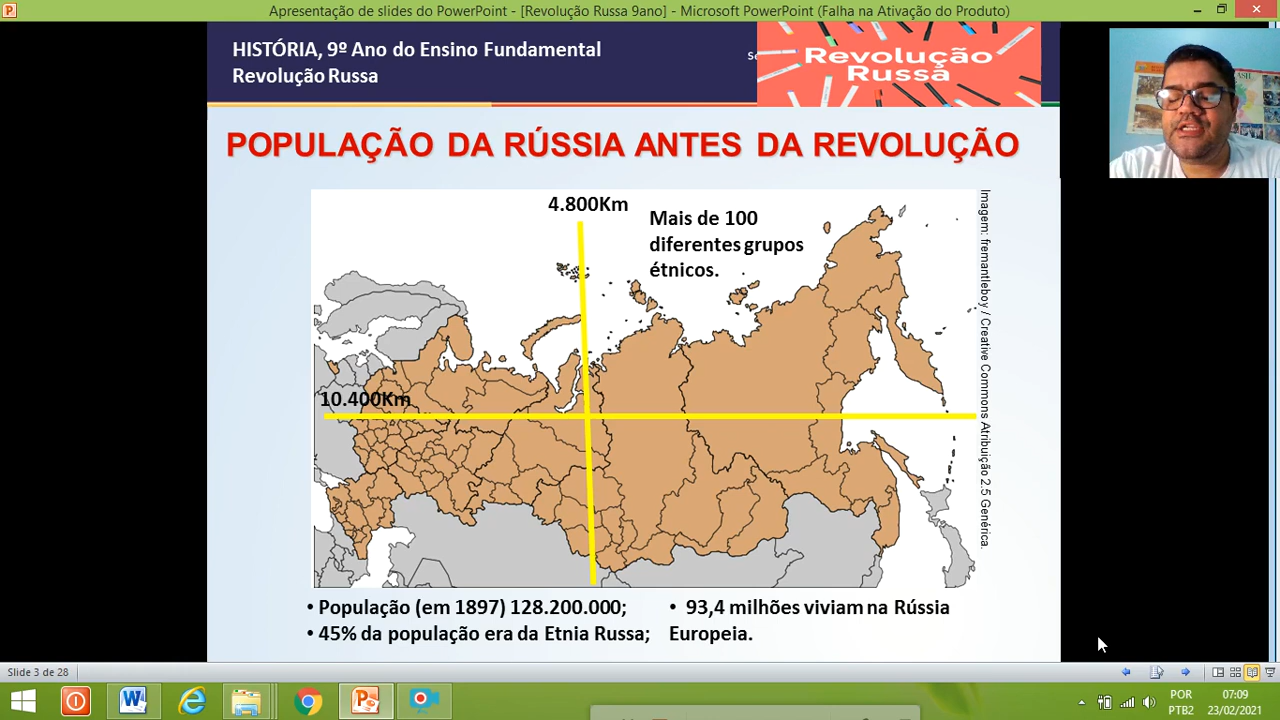 Apresentação de slides do PowerPoint - [Revolução Russa 9ano] - Microsoft PowerPoint (Falha na Ativação do Produto)
HISTÓRIA, 9º Ano do Ensino Fundamental
Revolução Russa
Revolução
Russa
POPULAÇÃO DA RÚSSIA ANTES DA REVOLUÇÃO
4.800Km
Mais de 100
diferentes grupos
étnicos.
10.400Km
Imagem: fremantleboy / Creative Commons Atribuição 2.5 Genérica.
• População (em 1897) 128.200.000;
• 45% da população era da Etnia Russa;
• 93,4 milhões viviam na Rússia
Europeia.
Slide 3 de 28
POR
PTB2
07:09
23/02/2021